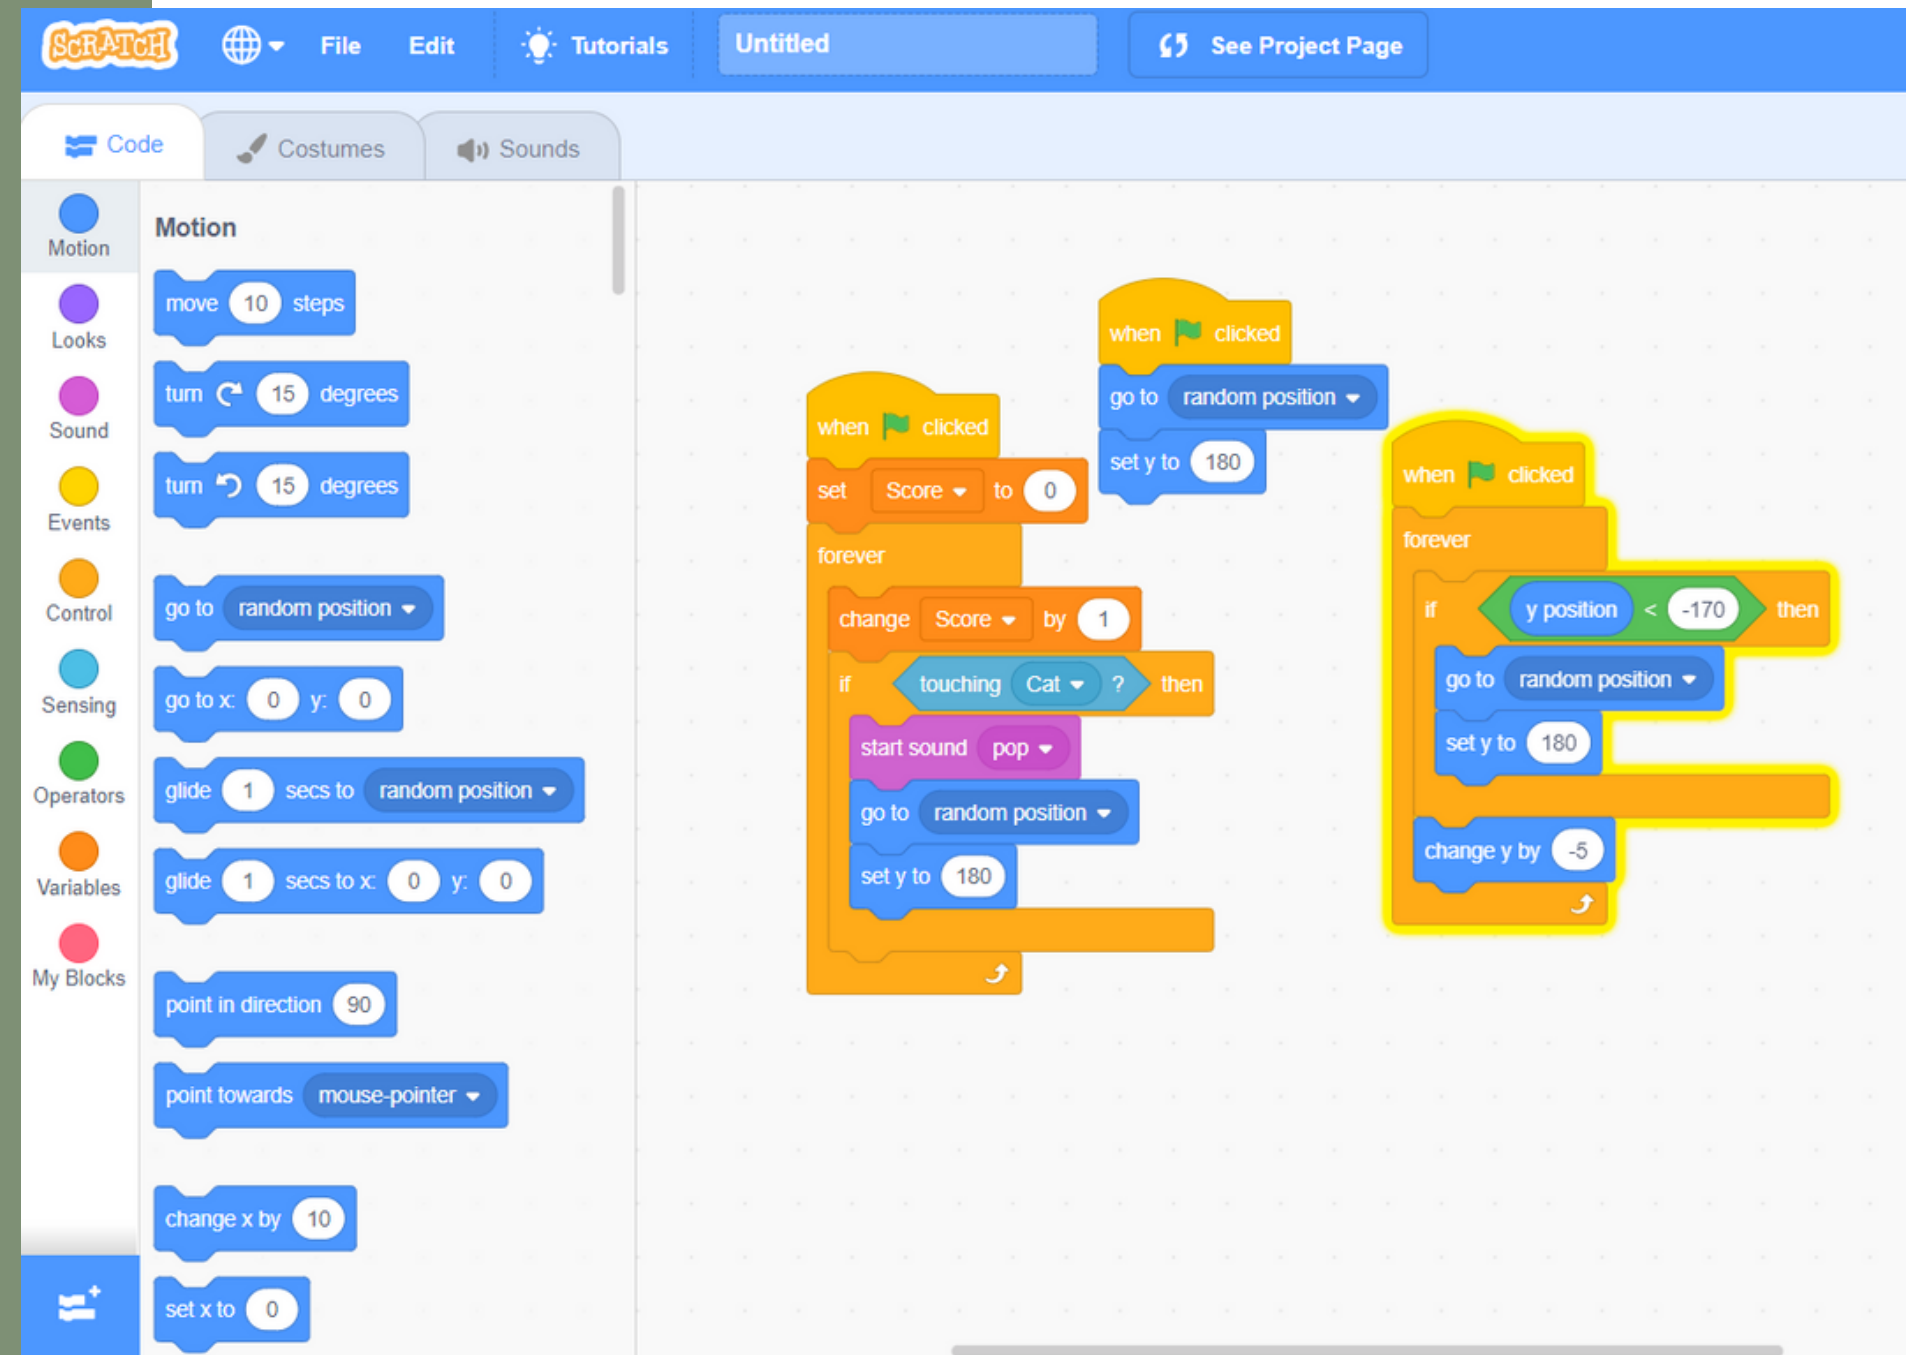 SCRATCH File Edit Tutorials Untitled See Project Page
Code Costumes Sounds
Motion
Looks
Sound
Events
Control
Sensing
Operators
Variables
My Blocks
Motion
move 10 steps
turn 15 degrees
turn 15 degrees
go to random position
go to x: 0 y: 0
glide 1 secs to random position
glide 1 secs to x: 0 y: 0
point in direction 90
point towards mouse-pointer
change x by 10
set x to 0
when clicked
set Score to 0
forever
change Score by 1
if touching Cat ? then
start sound pop
go to random position
set y to 180
when clicked
go to random position
set y to 180
when clicked
forever
if y position < -170 then
go to random position
set y to 180
change y by -5